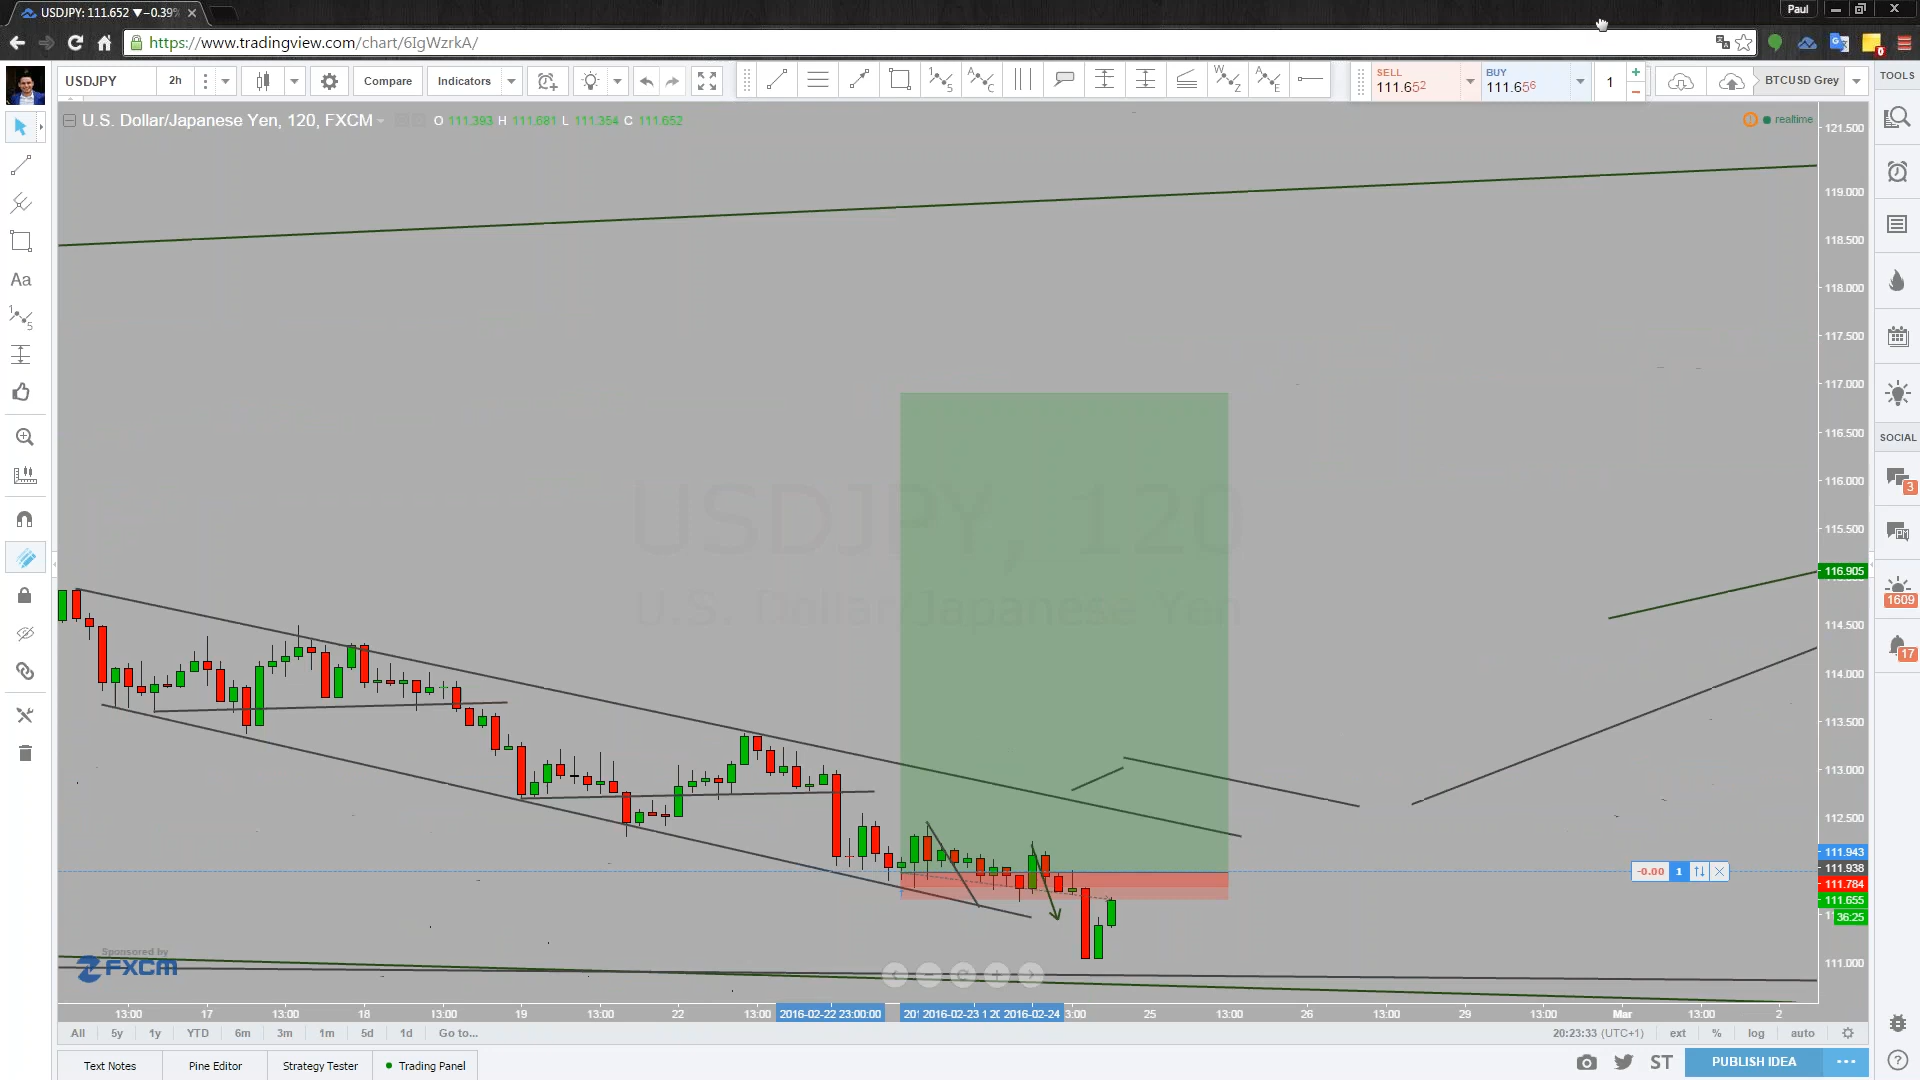 USDJPY: 111.652 ▼−0.39%
Paul
https://www.tradingview.com/chart/6IgWzrkA/
0
USDJPY
2h
Compare
Indicators
SELL
111.652
BUY
111.656
1
BTCUSD Grey
TOOLS
U.S. Dollar/Japanese Yen, 120, FXCM
O 111.393 H 111.681 L 111.354 C 111.652
realtime
121.500
119.000
118.500
118.000
117.500
117.000
116.500
116.000
115.500
116.905
114.500
114.000
113.500
113.000
112.500
111.943
111.938
111.784
111.655
36:25
111.000
USDJPY, 120
U.S. Dollar/Japanese Yen
-0.00 1
SOCIAL
3
1609
17
Aa
Sponsored by
FXCM
13:00 17 13:00 18 13:00 19 13:00 22 13:00 2016-02-22 23:00:00 2016-02-23 1 2016-02-24 3:00 25 13:00 26 13:00 29 13:00 Mar 13:00 2
All 5y 1y YTD 6m 3m 1m 5d 1d Go to...
20:23:33 (UTC+1) ext % log auto
Text Notes
Pine Editor
Strategy Tester
Trading Panel
ST
PUBLISH IDEA